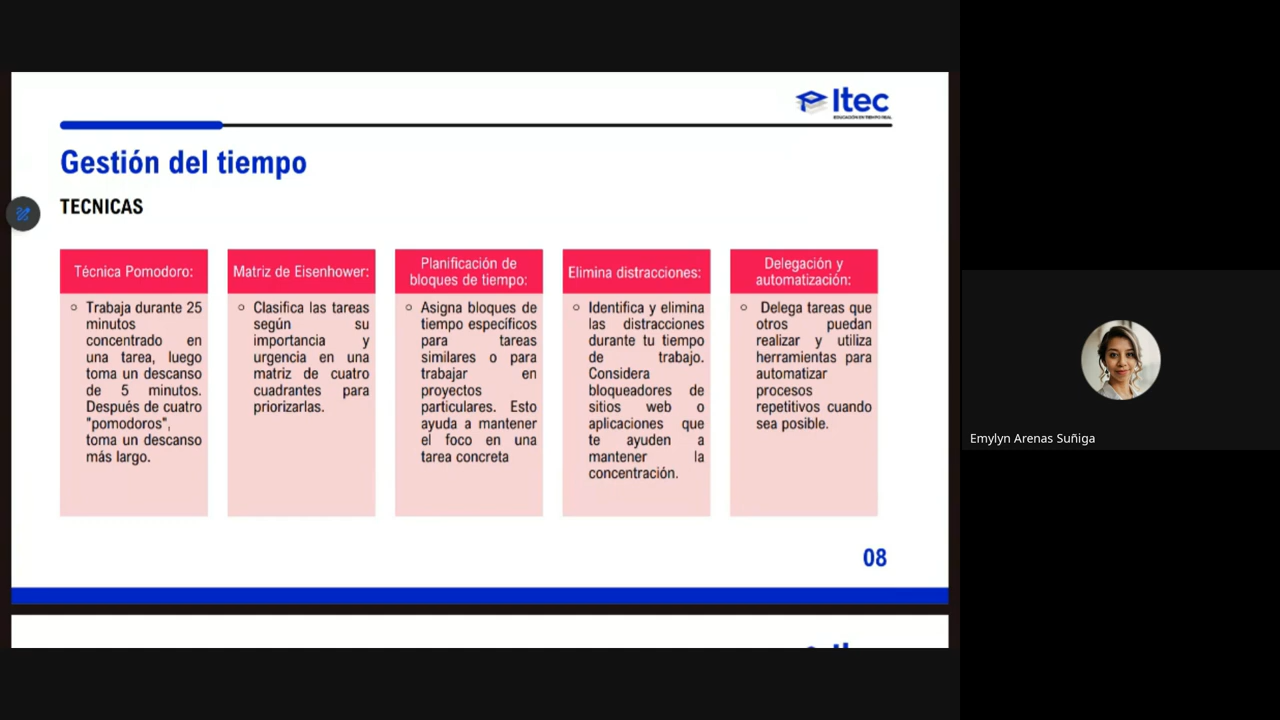 Itec
EDUCACIÓN EN TIEMPO REAL
Gestión del tiempo
TECNICAS
Técnica Pomodoro:
○ Trabaja durante 25
minutos
concentrado en
una tarea, luego
toma un descanso
de 5 minutos.
Después de cuatro
"pomodoros",
toma un descanso
más largo.
Matriz de Eisenhower:
○ Clasifica las tareas
según su
importancia y
urgencia en una
matriz de cuatro
cuadrantes para
priorizarlas.
Planificación de
bloques de tiempo:
○ Asigna bloques de
tiempo específicos
para tareas
similares o para
trabajar en
proyectos
particulares. Esto
ayuda a mantener
el foco en una
tarea concreta
Elimina distracciones:
○ Identifica y elimina
las distracciones
durante tu tiempo
de trabajo.
Considera
bloqueadores de
sitios web o
aplicaciones que
te ayuden a
mantener la
concentración.
Delegación y
automatización:
○ Delega tareas que
otros puedan
realizar y utiliza
herramientas para
automatizar
procesos
repetitivos cuando
sea posible.
08
Emylyn Arenas Suñiga